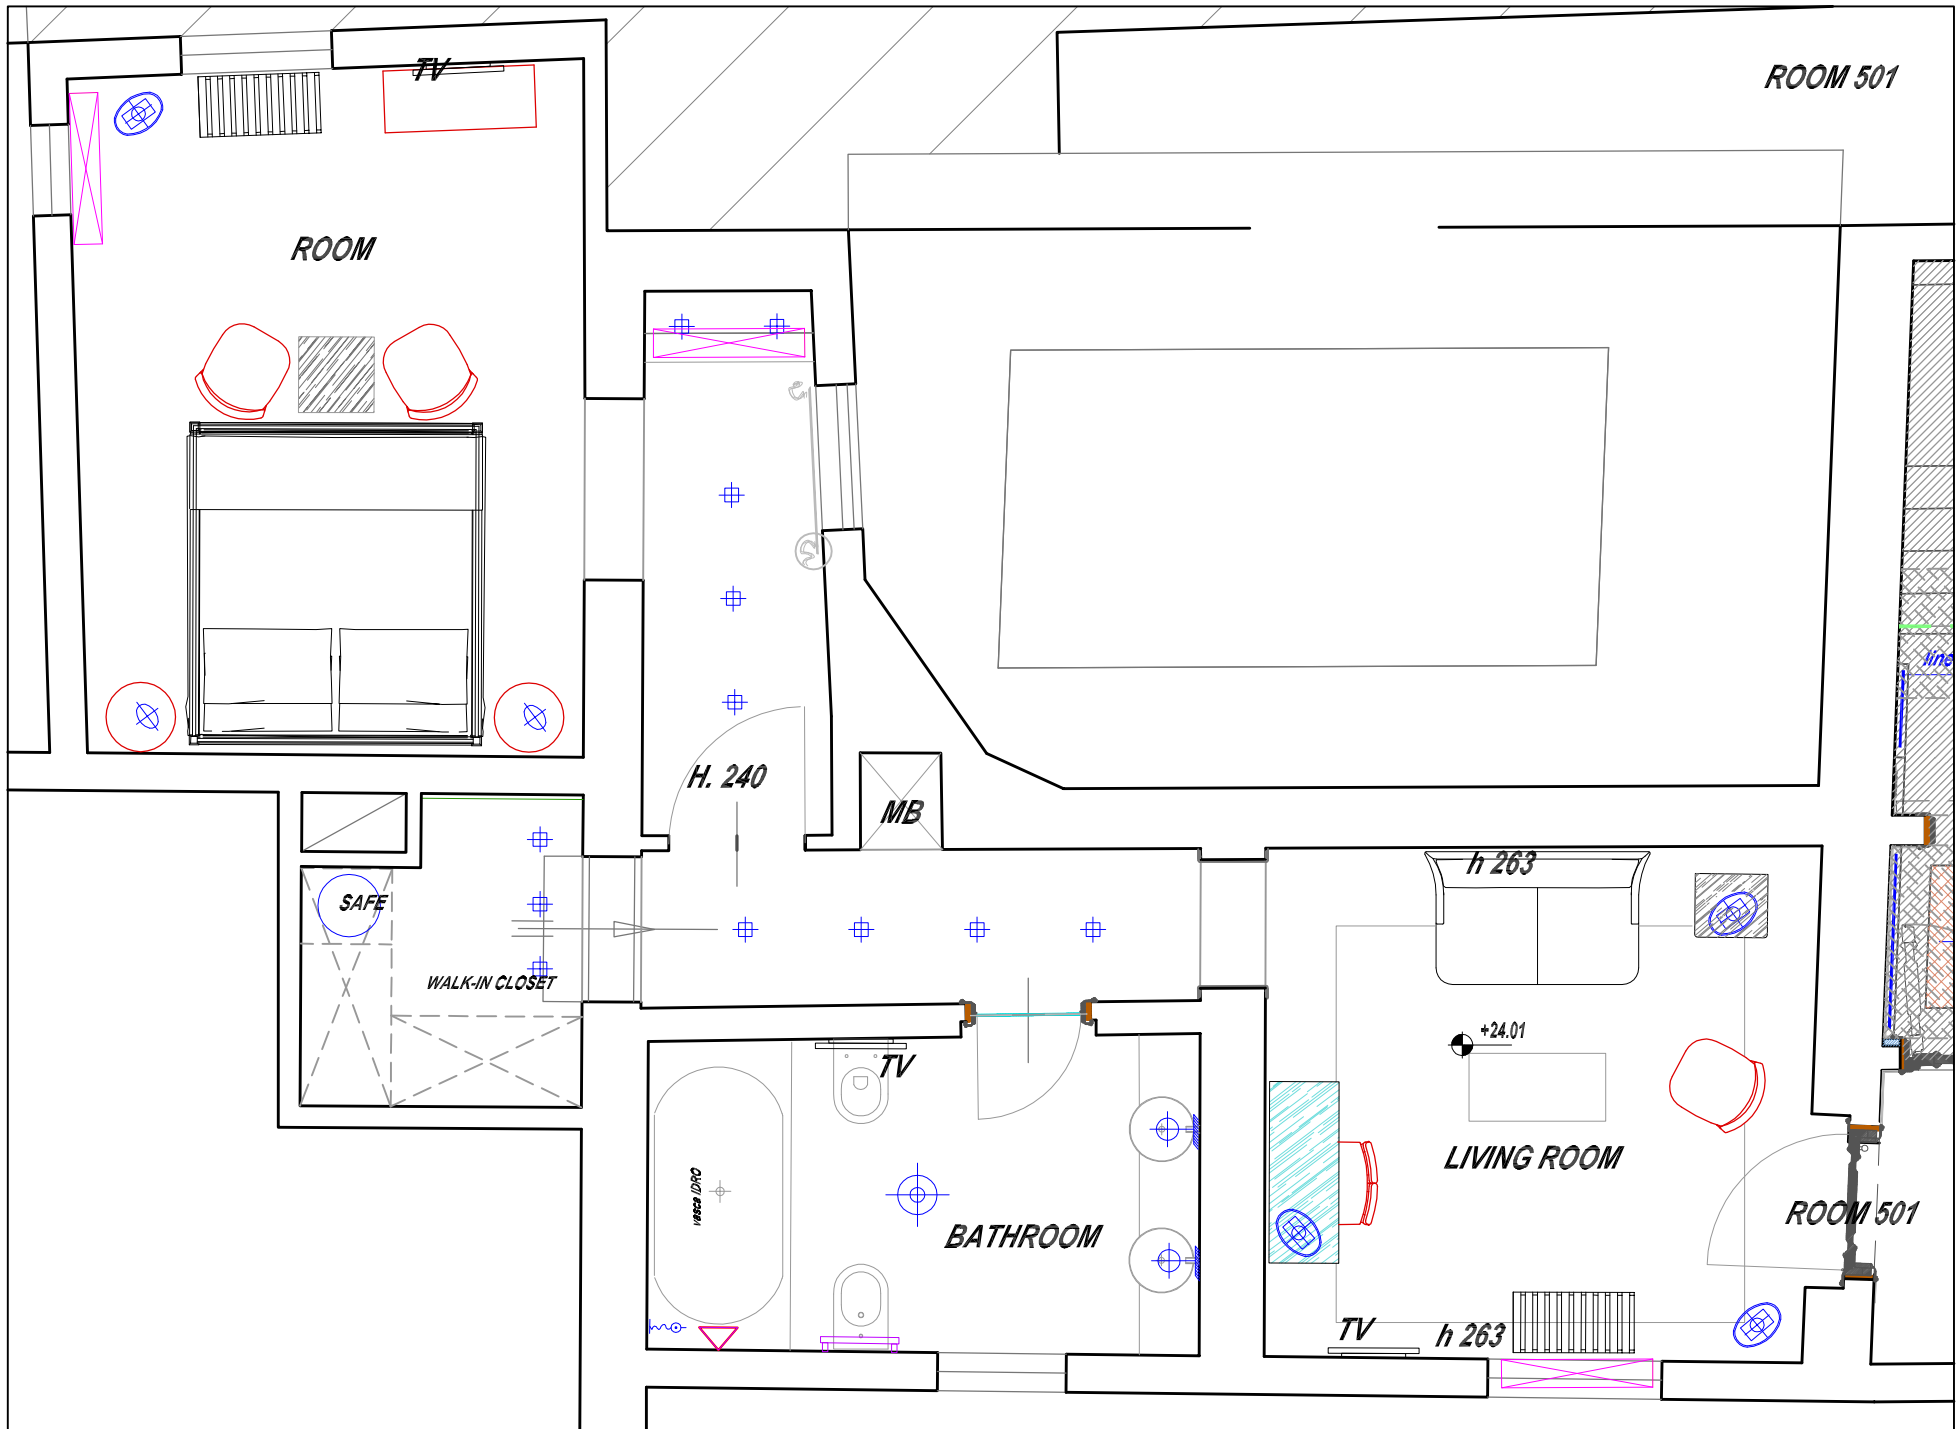 TV
ROOM 501
ROOM
line
H. 240
MB
h 263
SAFE
WALK-IN CLOSET
+24.01
TV
LIVING ROOM
vasca IDRO
ROOM 501
BATHROOM
TV
h 263